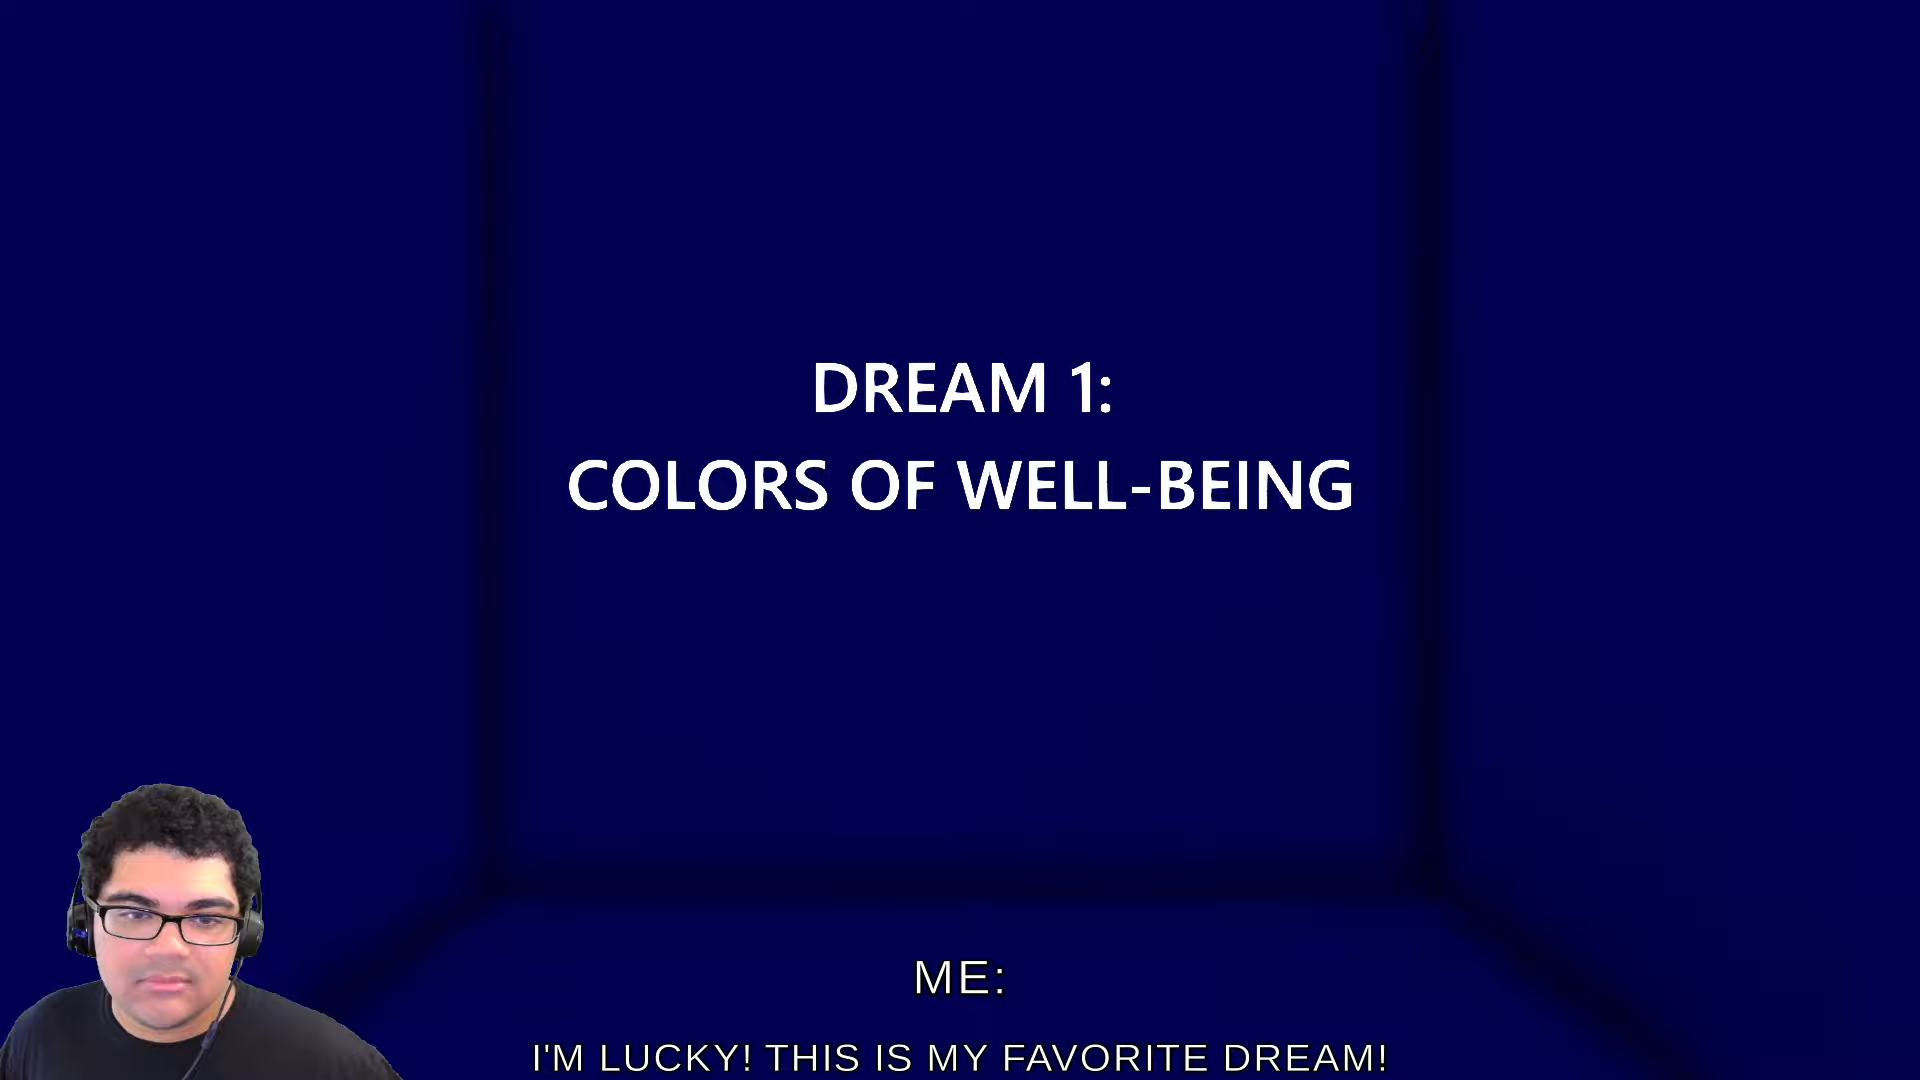 DREAM 1:
COLORS OF WELL-BEING
ME:
I'M LUCKY! THIS IS MY FAVORITE DREAM!